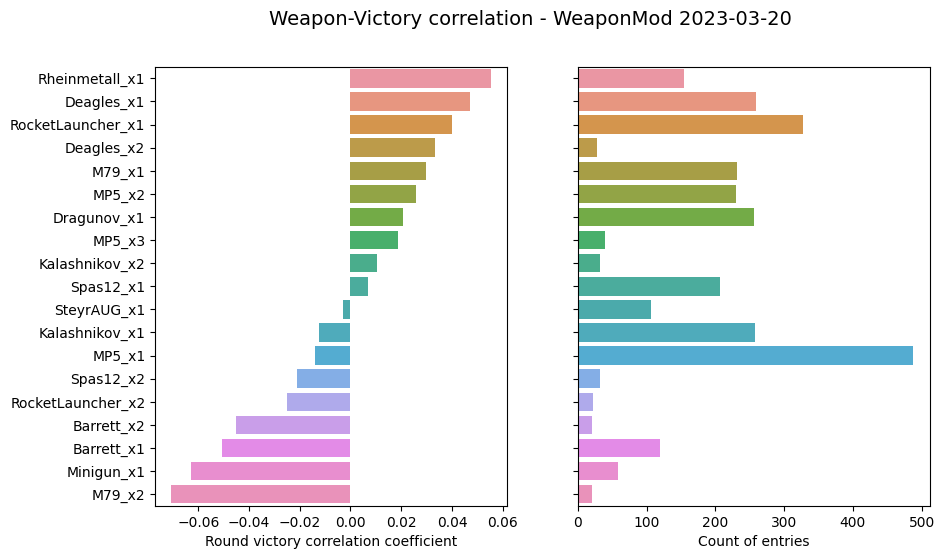 Weapon-Victory correlation - WeaponMod 2023-03-20
Rheinmetall_x1
Deagles_x1
RocketLauncher_x1
Deagles_x2
M79_x1
MP5_x2
Dragunov_x1
MP5_x3
Kalashnikov_x2
Spas12_x1
SteyrAUG_x1
Kalashnikov_x1
MP5_x1
Spas12_x2
RocketLauncher_x2
Barrett_x2
Barrett_x1
Minigun_x1
M79_x2
−0.06 −0.04 −0.02 0.00 0.02 0.04 0.06
Round victory correlation coefficient
0 100 200 300 400 500
Count of entries